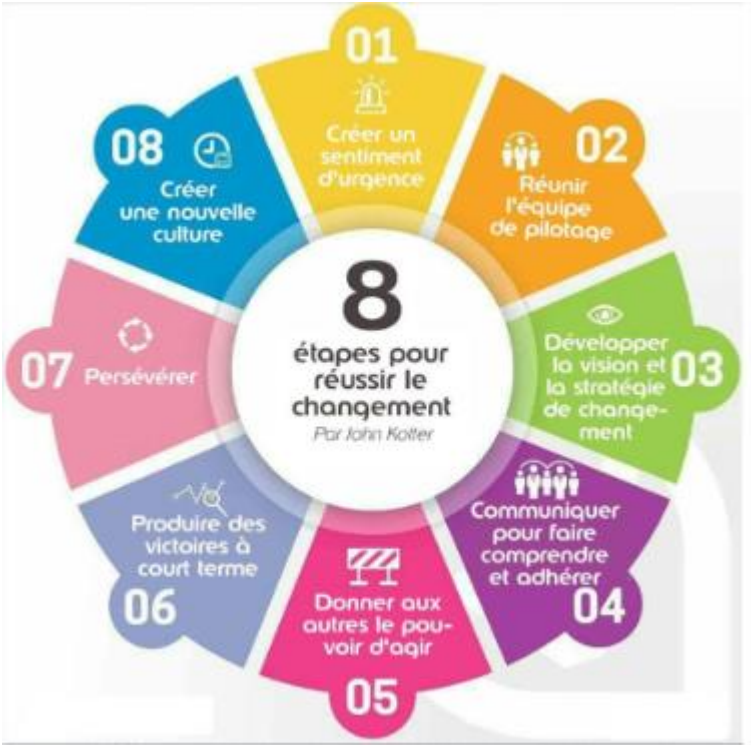 8
étapes pour
réussir le
changement
Par John Kotter
01
Créer un
sentiment
d'urgence
02
Réunir
l'équipe
de pilotage
03
Développer
la vision et
la stratégie
de change-
ment
04
Communiquer
pour faire
comprendre
et adhérer
05
Donner aux
autres le pou-
voir d'agir
06
Produire des
victoires à
court terme
07
Persévérer
08
Créer
une nouvelle
culture